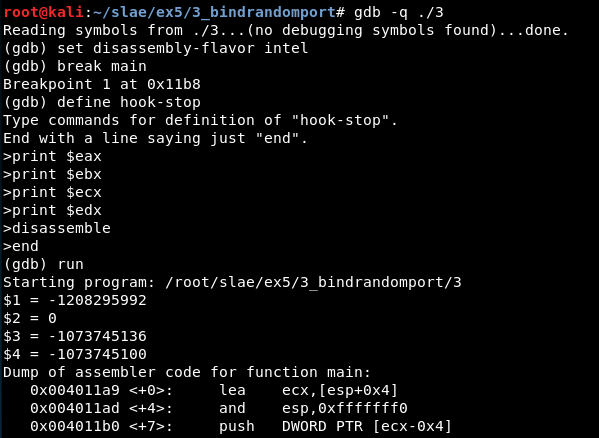 root@kali:~/slae/ex5/3_bindrandomport# gdb -q ./3
Reading symbols from ./3...(no debugging symbols found)...done.
(gdb) set disassembly-flavor intel
(gdb) break main
Breakpoint 1 at 0x11b8
(gdb) define hook-stop
Type commands for definition of "hook-stop".
End with a line saying just "end".
>print $eax
>print $ebx
>print $ecx
>print $edx
>disassemble
>end
(gdb) run
Starting program: /root/slae/ex5/3_bindrandomport/3
$1 = -1208295992
$2 = 0
$3 = -1073745136
$4 = -1073745100
Dump of assembler code for function main:
   0x004011a9 <+0>:     lea    ecx,[esp+0x4]
   0x004011ad <+4>:     and    esp,0xfffffff0
   0x004011b0 <+7>:     push   DWORD PTR [ecx-0x4]